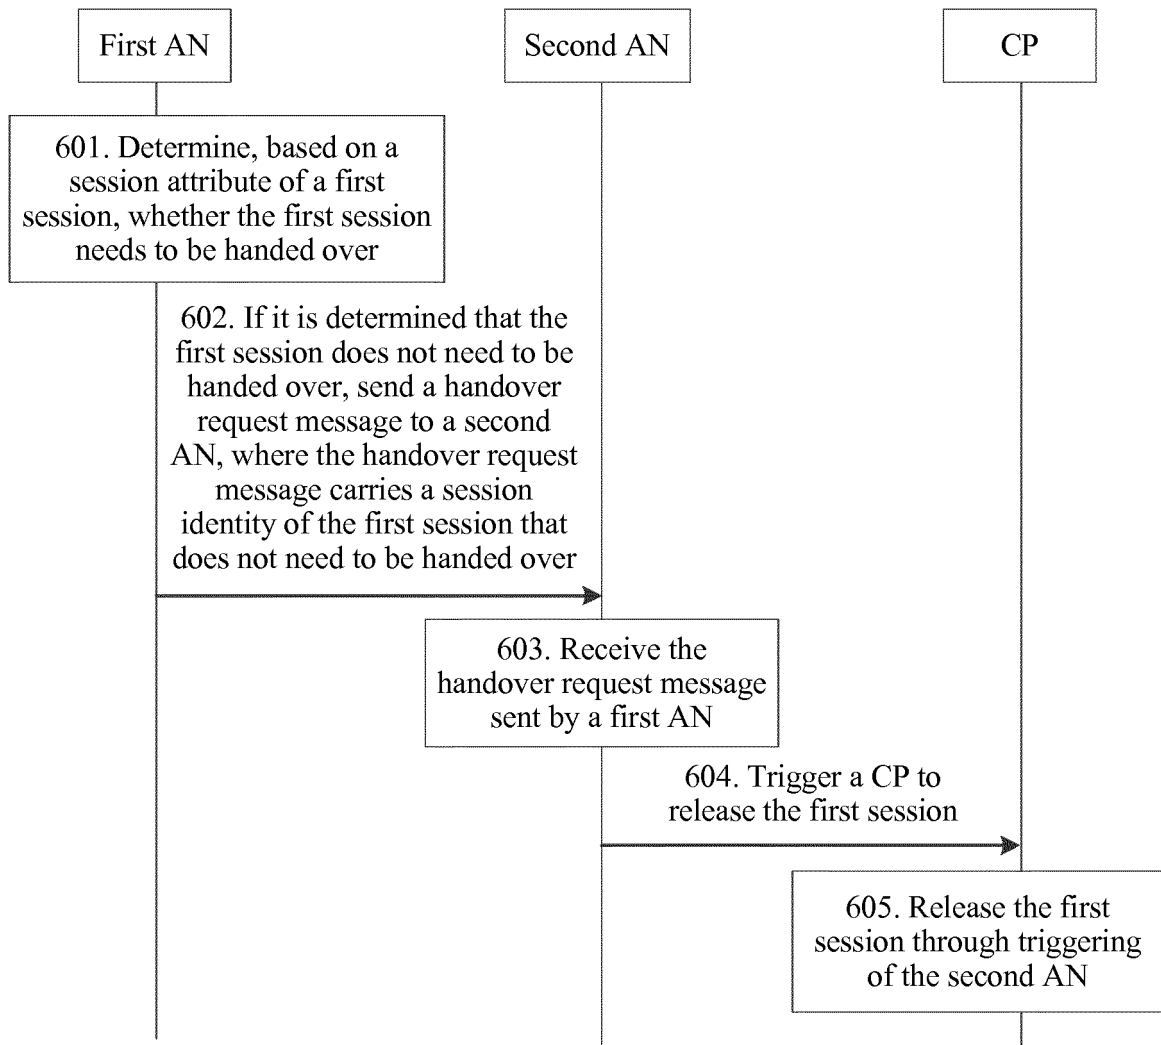 First AN
Second AN
CP
601. Determine, based on a
session attribute of a first
session, whether the first session
needs to be handed over
602. If it is determined that the
first session does not need to be
handed over, send a handover
request message to a second
AN, where the handover request
message carries a session
identity of the first session that
does not need to be handed over
603. Receive the
handover request message
sent by a first AN
604. Trigger a CP to
release the first session
605. Release the first
session through triggering
of the second AN